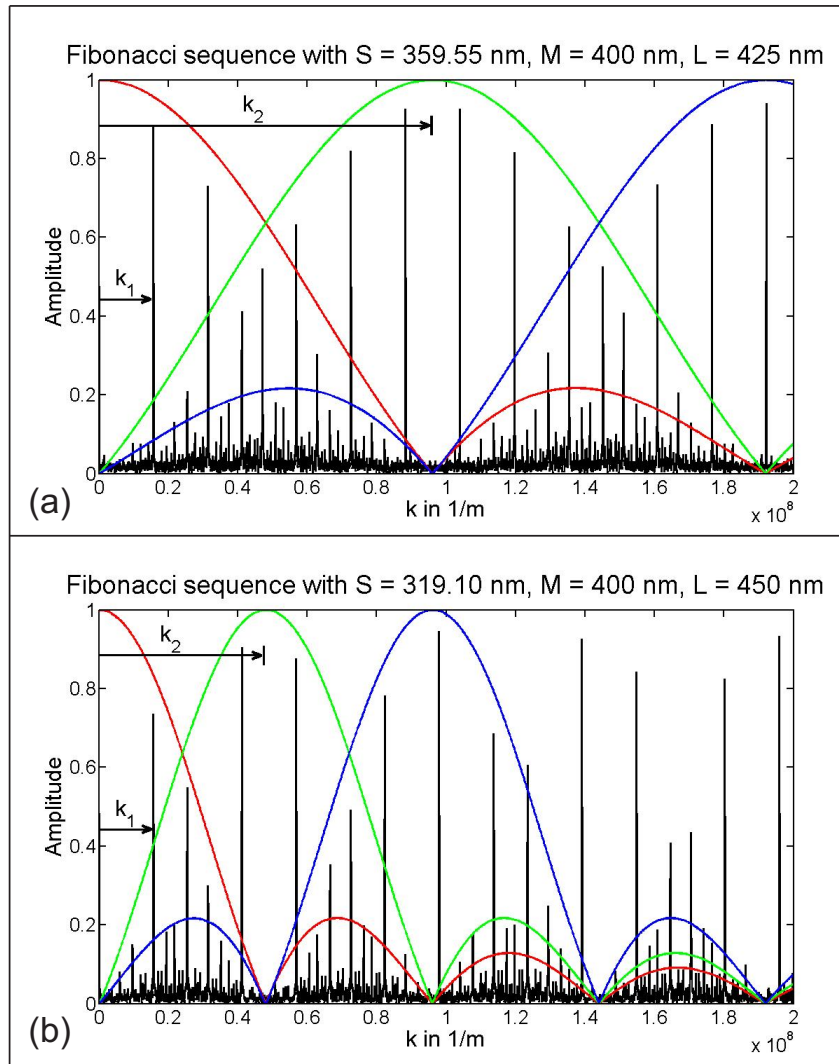 Fibonacci sequence with S = 359.55 nm, M = 400 nm, L = 425 nm
1
k2
0.8
0.6
Amplitude
k1
0.4
0.2
0
0 0.2 0.4 0.6 0.8 1 1.2 1.4 1.6 1.8 2
(a)
k in 1/m
x 10^8
Fibonacci sequence with S = 319.10 nm, M = 400 nm, L = 450 nm
1
k2
0.8
0.6
Amplitude
k1
0.4
0.2
0
0 0.2 0.4 0.6 0.8 1 1.2 1.4 1.6 1.8 2
(b)
k in 1/m
x 10^8